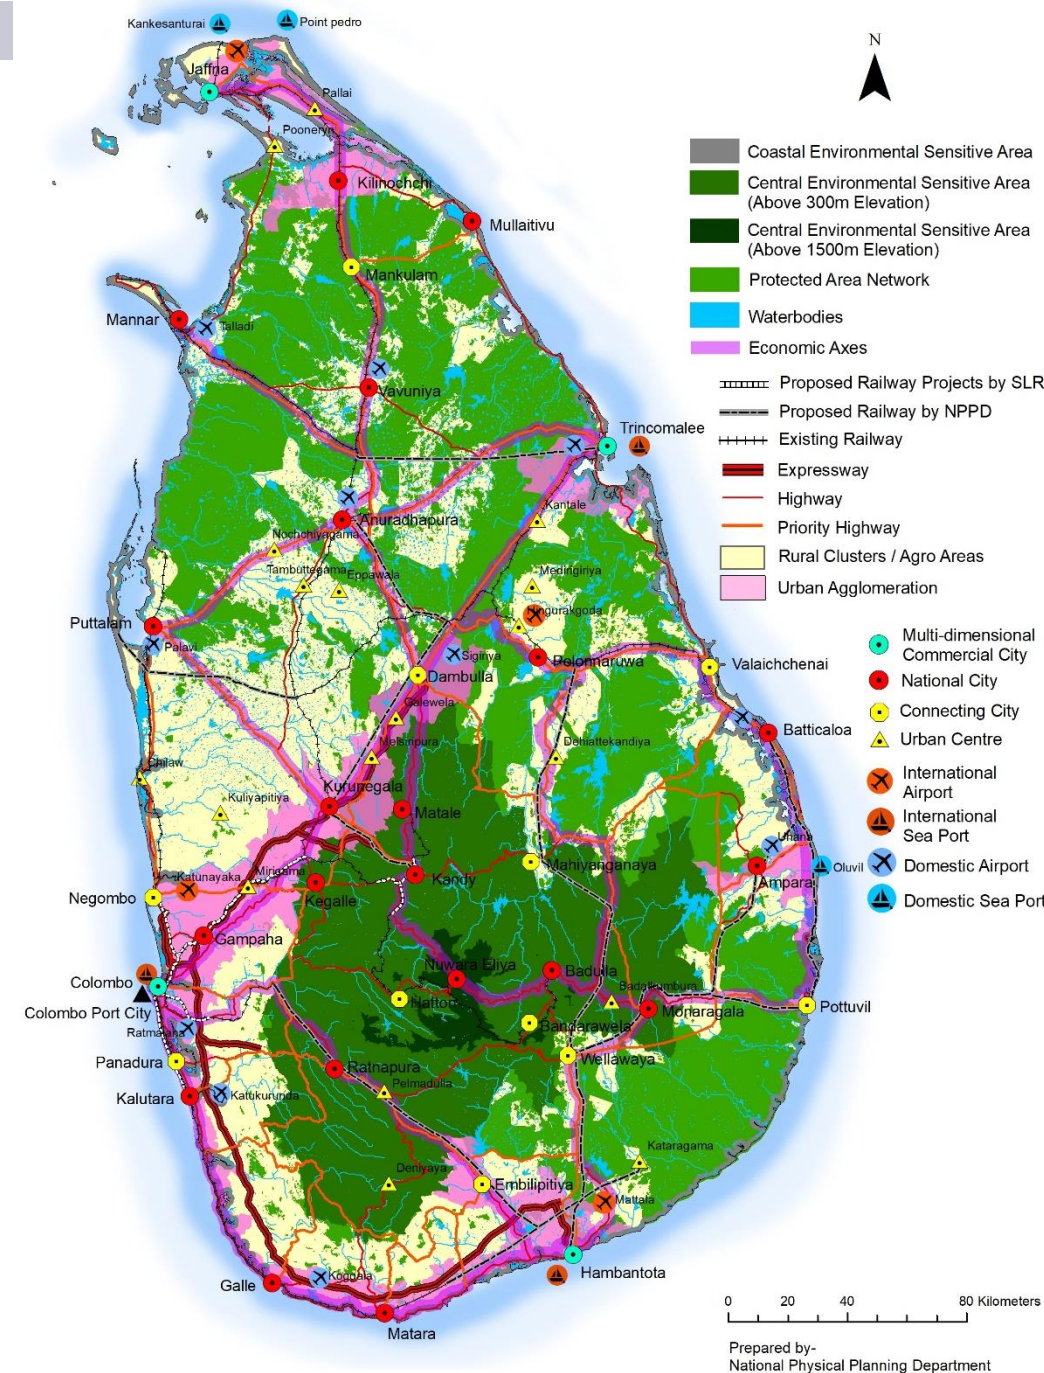 Kankesanturai
Point pedro
N
Jaffna
Pallai
Pooneryn
Kilinochchi
Mullaitivu
Mankulam
Mannar
Talladi
Vavuniya
Trincomalee
Kantale
Anuradhapura
Nochchiyagama
Tambuttegama
Eppawala
Medirigiriya
Hingurakgoda
Puttalam
Palavi
Sigiriya
Polonnaruwa
Valaichchenai
Dambulla
Galewela
Batticaloa
Melsiripura
Dehiattekandiya
Chilaw
Kurunegala
Kuliyapitiya
Matale
Uhana
Mahiyanganaya
Oluvil
Ampara
Katunayaka
Mirigama
Kandy
Kegalle
Negombo
Gampaha
Nuwara Eliya
Badulla
Colombo
Hatton
Badalkumbura
Monaragala
Pottuvil
Colombo Port City
Bandarawela
Ratmalana
Panadura
Wellawaya
Ratnapura
Pelmadulla
Kalutara
Katukurunda
Kataragama
Deniyaya
Embilipitiya
Mattala
Galle
Koggala
Hambantota
Matara
Coastal Environmental Sensitive Area
Central Environmental Sensitive Area
(Above 300m Elevation)
Central Environmental Sensitive Area
(Above 1500m Elevation)
Protected Area Network
Waterbodies
Economic Axes
Proposed Railway Projects by SLR
Proposed Railway by NPPD
Existing Railway
Expressway
Highway
Priority Highway
Rural Clusters / Agro Areas
Urban Agglomeration
Multi-dimensional
Commercial City
National City
Connecting City
Urban Centre
International
Airport
International
Sea Port
Domestic Airport
Domestic Sea Port
0 20 40 80 Kilometers
Prepared by-
National Physical Planning Department